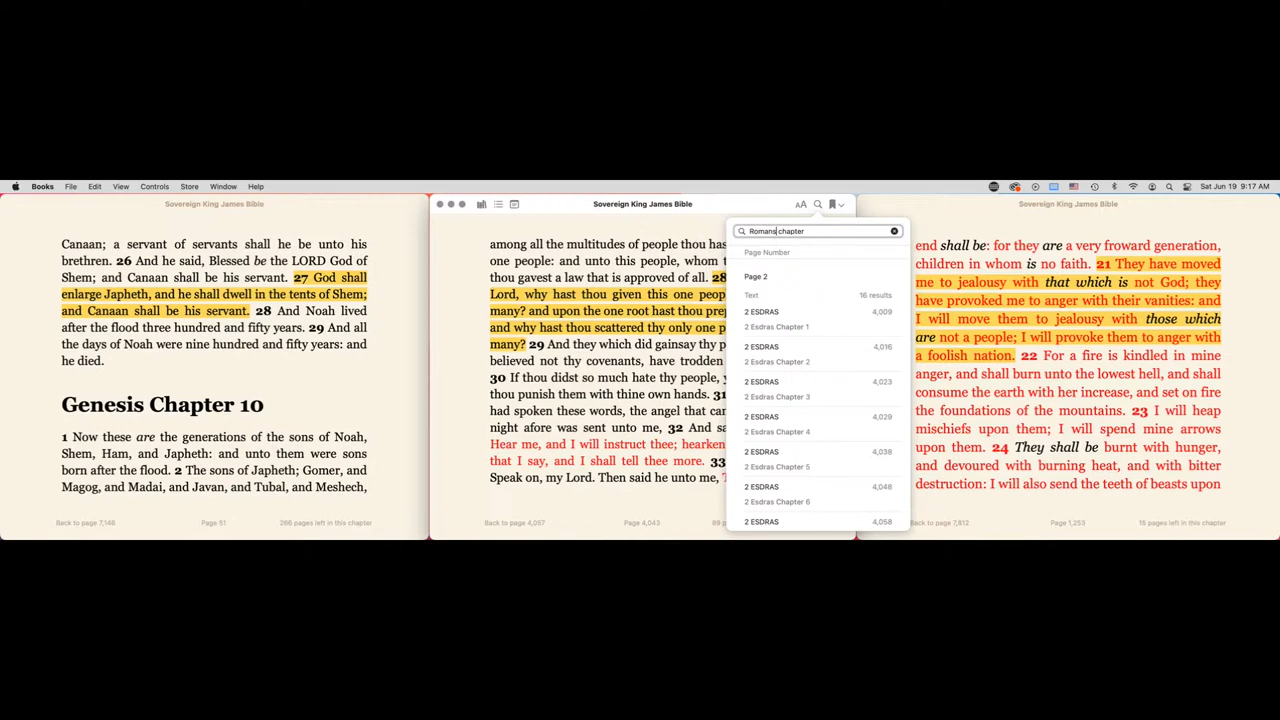 Books File Edit View Controls Store Window Help Sat Jun 19 9:17 AM
Sovereign King James Bible
Canaan; a servant of servants shall he be unto his
brethren. 26 And he said, Blessed be the LORD God of
Shem; and Canaan shall be his servant. 27 God shall
enlarge Japheth, and he shall dwell in the tents of Shem;
and Canaan shall be his servant. 28 And Noah lived
after the flood three hundred and fifty years. 29 And all
the days of Noah were nine hundred and fifty years: and
he died.
Genesis Chapter 10
1 Now these are the generations of the sons of Noah,
Shem, Ham, and Japheth: and unto them were sons
born after the flood. 2 The sons of Japheth; Gomer, and
Magog, and Madai, and Javan, and Tubal, and Meshech,
Back to page 7,146 Page 51 266 pages left in this chapter
Sovereign King James Bible
AA
among all the multitudes of people thou has
one people: and unto this people, whom t
thou gavest a law that is approved of all. 28
Lord, why hast thou given this one peop
many? and upon the one root hast thou prep
and why hast thou scattered thy only one p
many? 29 And they which did gainsay thy p
believed not thy covenants, have trodden
30 If thou didst so much hate thy people, y
thou punish them with thine own hands. 31
had spoken these words, the angel that can
night afore was sent unto me, 32 And sa
Hear me, and I will instruct thee; hearken
that I say, and I shall tell thee more. 33
Speak on, my Lord. Then said he unto me,
Back to page 4,057 Page 4,043
Romans chapter
Page Number
Page 2
Text 16 results
2 ESDRAS 4,009
2 Esdras Chapter 1
2 ESDRAS 4,016
2 Esdras Chapter 2
2 ESDRAS 4,023
2 Esdras Chapter 3
2 ESDRAS 4,029
2 Esdras Chapter 4
2 ESDRAS 4,038
2 Esdras Chapter 5
2 ESDRAS 4,048
2 Esdras Chapter 6
2 ESDRAS 4,058
Sovereign King James Bible
end shall be: for they are a very froward generation,
children in whom is no faith. 21 They have moved
me to jealousy with that which is not God; they
have provoked me to anger with their vanities: and
I will move them to jealousy with those which
are not a people; I will provoke them to anger with
a foolish nation. 22 For a fire is kindled in mine
anger, and shall burn unto the lowest hell, and shall
consume the earth with her increase, and set on fire
the foundations of the mountains. 23 I will heap
mischiefs upon them; I will spend mine arrows
upon them. 24 They shall be burnt with hunger,
and devoured with burning heat, and with bitter
destruction: I will also send the teeth of beasts upon
Back to page 7,812 Page 1,253 15 pages left in this chapter